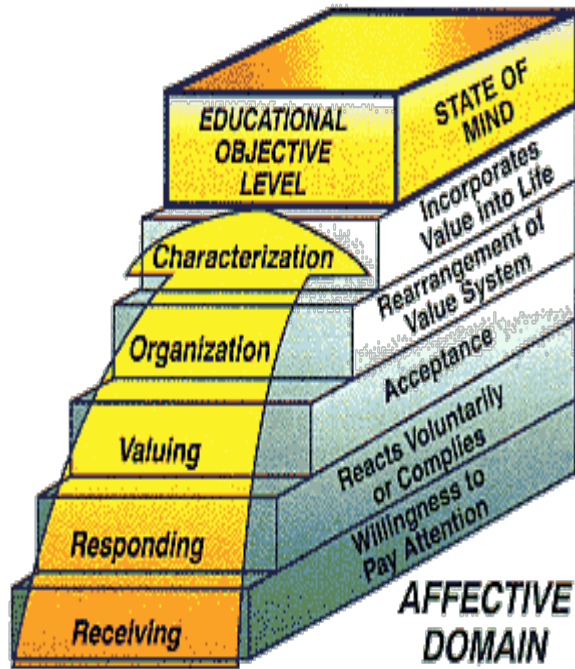 EDUCATIONAL
OBJECTIVE
LEVEL
STATE OF
MIND
Characterization
Incorporates
Value into Life
Organization
Rearrangement of
Value System
Valuing
Acceptance
Responding
Reacts Voluntarily
or Complies
Receiving
Willingness to
Pay Attention
AFFECTIVE
DOMAIN